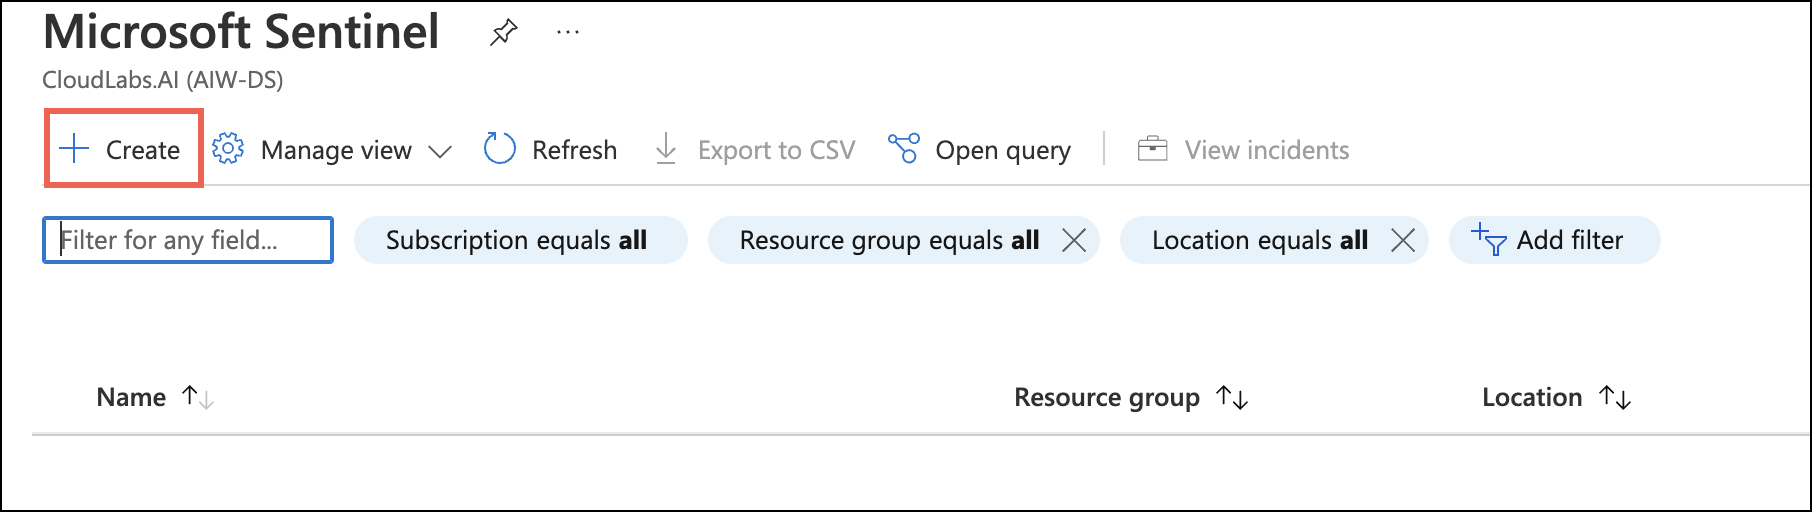 Microsoft Sentinel
CloudLabs.AI (AIW-DS)
Create Manage view Refresh Export to CSV Open query View incidents
Filter for any field... Subscription equals all Resource group equals all Location equals all Add filter
Name Resource group Location